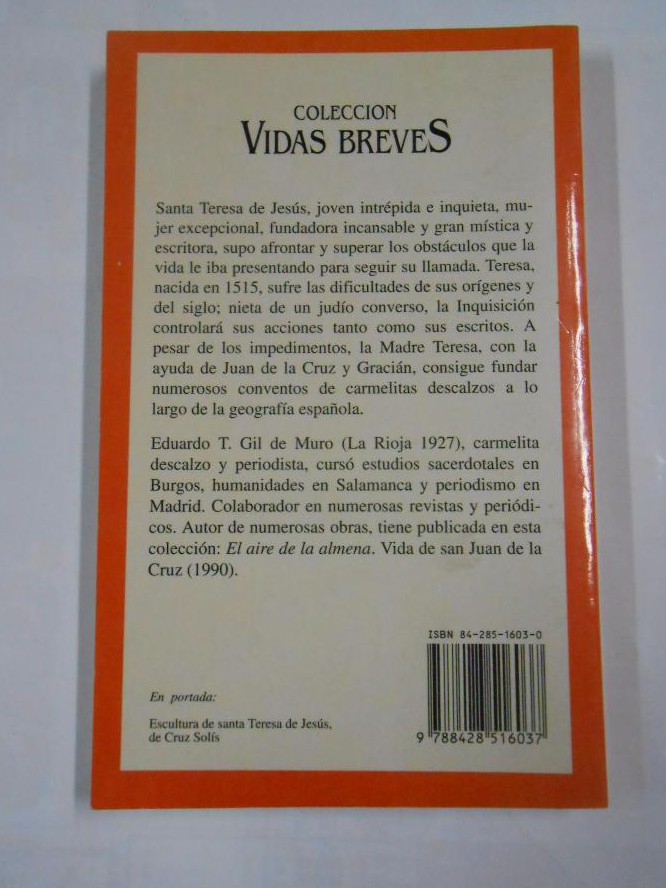 COLECCION
VIDAS BREVES
Santa Teresa de Jesús, joven intrépida e inquieta, mu-
jer excepcional, fundadora incansable y gran mística y
escritora, supo afrontar y superar los obstáculos que la
vida le iba presentando para seguir su llamada. Teresa,
nacida en 1515, sufre las dificultades de sus orígenes y
del siglo; nieta de un judío converso, la Inquisición
controlará sus acciones tanto como sus escritos. A
pesar de los impedimentos, la Madre Teresa, con la
ayuda de Juan de la Cruz y Gracián, consigue fundar
numerosos conventos de carmelitas descalzos a lo
largo de la geografía española.
Eduardo T. Gil de Muro (La Rioja 1927), carmelita
descalzo y periodista, cursó estudios sacerdotales en
Burgos, humanidades en Salamanca y periodismo en
Madrid. Colaborador en numerosas revistas y periódi-
cos. Autor de numerosas obras, tiene publicada en esta
colección: El aire de la almena. Vida de san Juan de la
Cruz (1990).
ISBN 84-285-1603-0
9 788428 516037
En portada:
Escultura de santa Teresa de Jesús,
de Cruz Solís